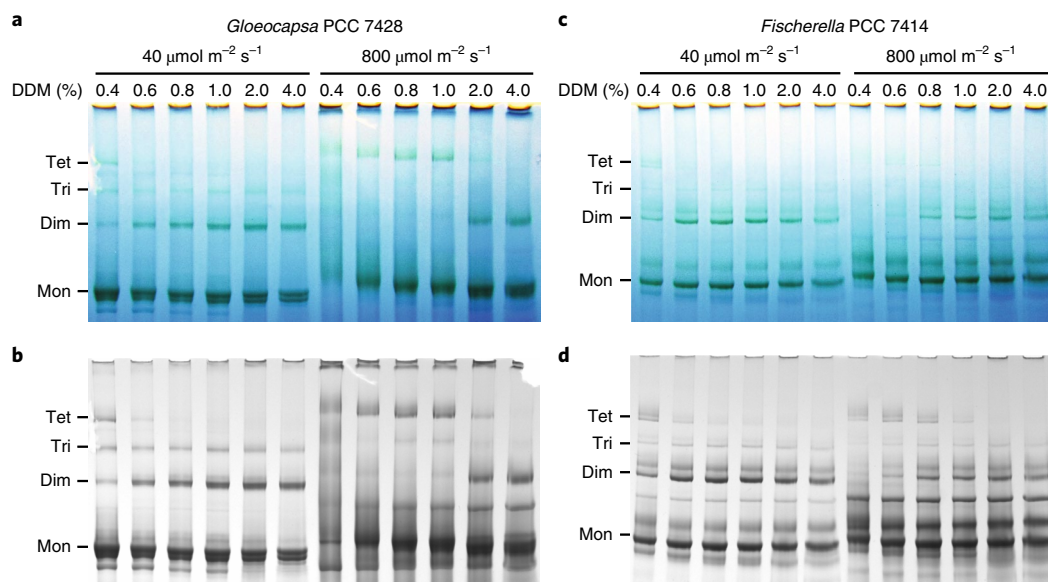 a
Gloeocapsa PCC 7428
40 μmol m−2 s−1 800 μmol m−2 s−1
DDM (%) 0.4 0.6 0.8 1.0 2.0 4.0 0.4 0.6 0.8 1.0 2.0 4.0
Tet
Tri
Dim
Mon
b
Tet
Tri
Dim
Mon
c
Fischerella PCC 7414
40 μmol m−2 s−1 800 μmol m−2 s−1
DDM (%) 0.4 0.6 0.8 1.0 2.0 4.0 0.4 0.6 0.8 1.0 2.0 4.0
Tet
Tri
Dim
Mon
d
Tet
Tri
Dim
Mon